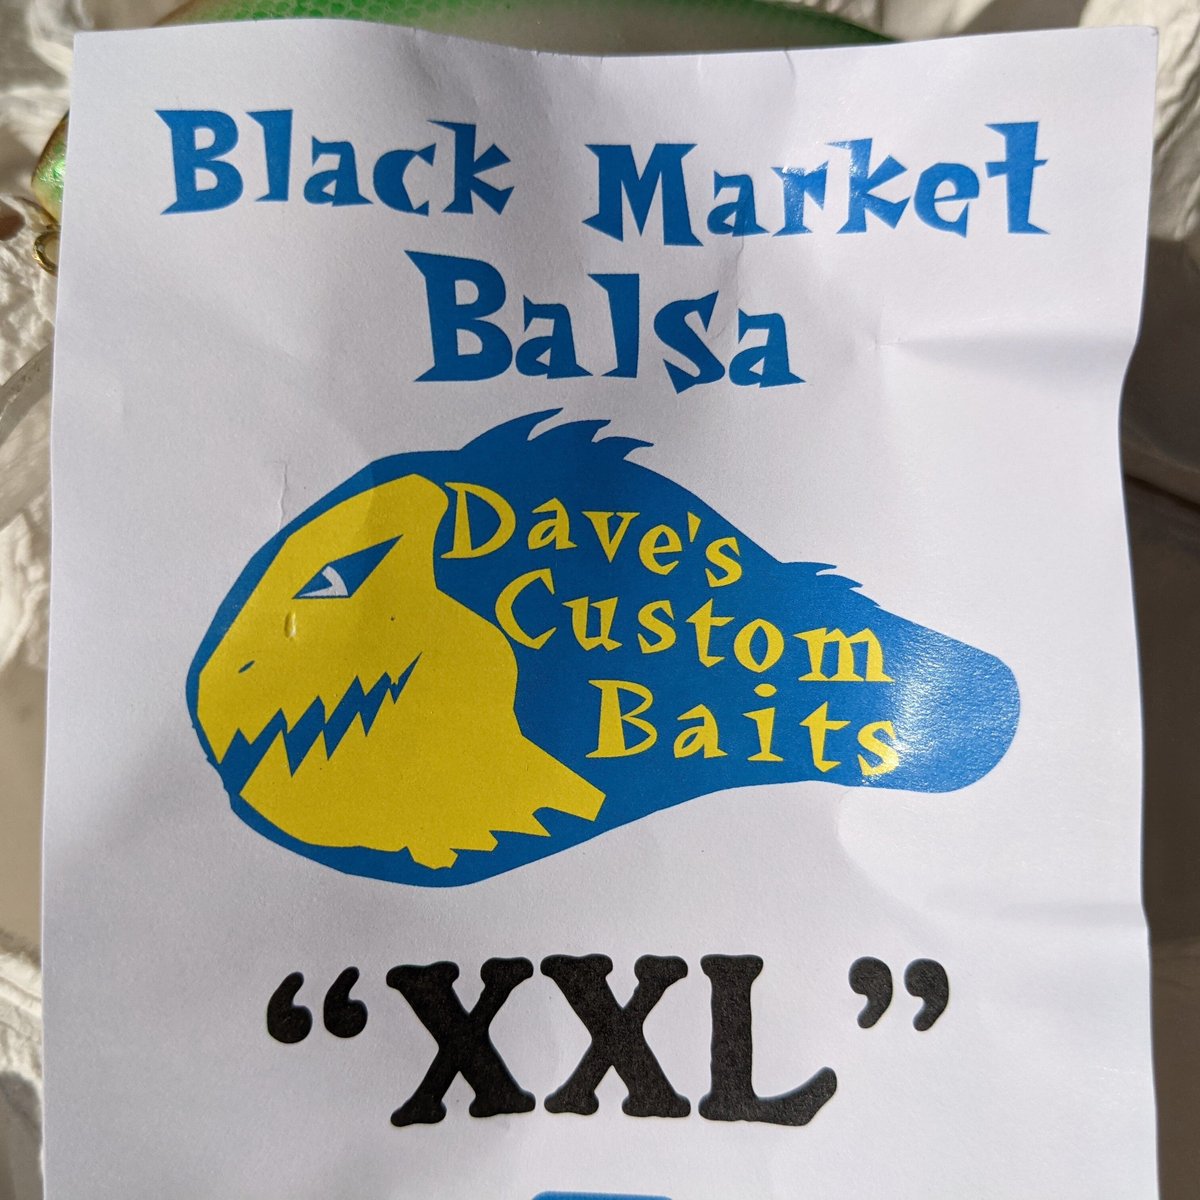 Black Market
Balsa
Dave's
Custom
Baits
“XXL”